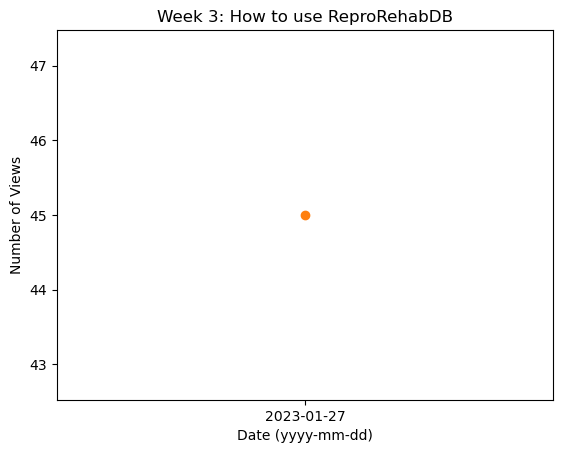 Week 3: How to use ReproRehabDB
47
46
45
44
43
Number of Views
2023-01-27
Date (yyyy-mm-dd)